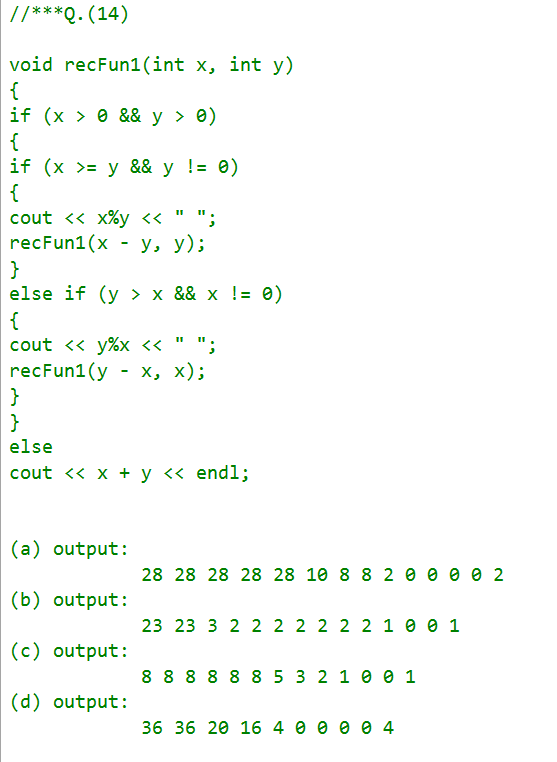 //***Q.(14)
void recFun1(int x, int y)
{
if (x > 0 && y > 0)
{
if (x >= y && y != 0)
{
cout << x%y << " ";
recFun1(x - y, y);
}
else if (y > x && x != 0)
{
cout << y%x << " ";
recFun1(y - x, x);
}
}
else
cout << x + y << endl;
(a) output:
28 28 28 28 28 10 8 8 2 0 0 0 0 2
(b) output:
23 23 3 2 2 2 2 2 2 2 1 0 0 1
(c) output:
8 8 8 8 8 8 5 3 2 1 0 0 1
(d) output:
36 36 20 16 4 0 0 0 0 4